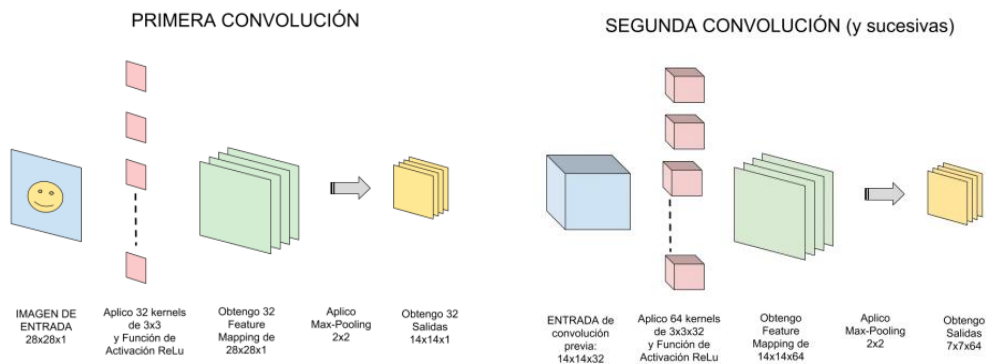 PRIMERA CONVOLUCIÓN
IMAGEN DE
ENTRADA
28x28x1
Aplico 32 kernels
de 3x3
y Función de
Activación ReLu
Obtengo 32
Feature
Mapping de
28x28x1
Aplico
Max-Pooling
2x2
Obtengo 32
Salidas
14x14x1
SEGUNDA CONVOLUCIÓN (y sucesivas)
ENTRADA de
convolución
previa:
14x14x32
Aplico 64 kernels
de 3x3x32
y Función de
Activación ReLu
Obtengo
Feature
Mapping de
14x14x64
Aplico
Max-Pooling
2x2
Obtengo
Salidas
7x7x64